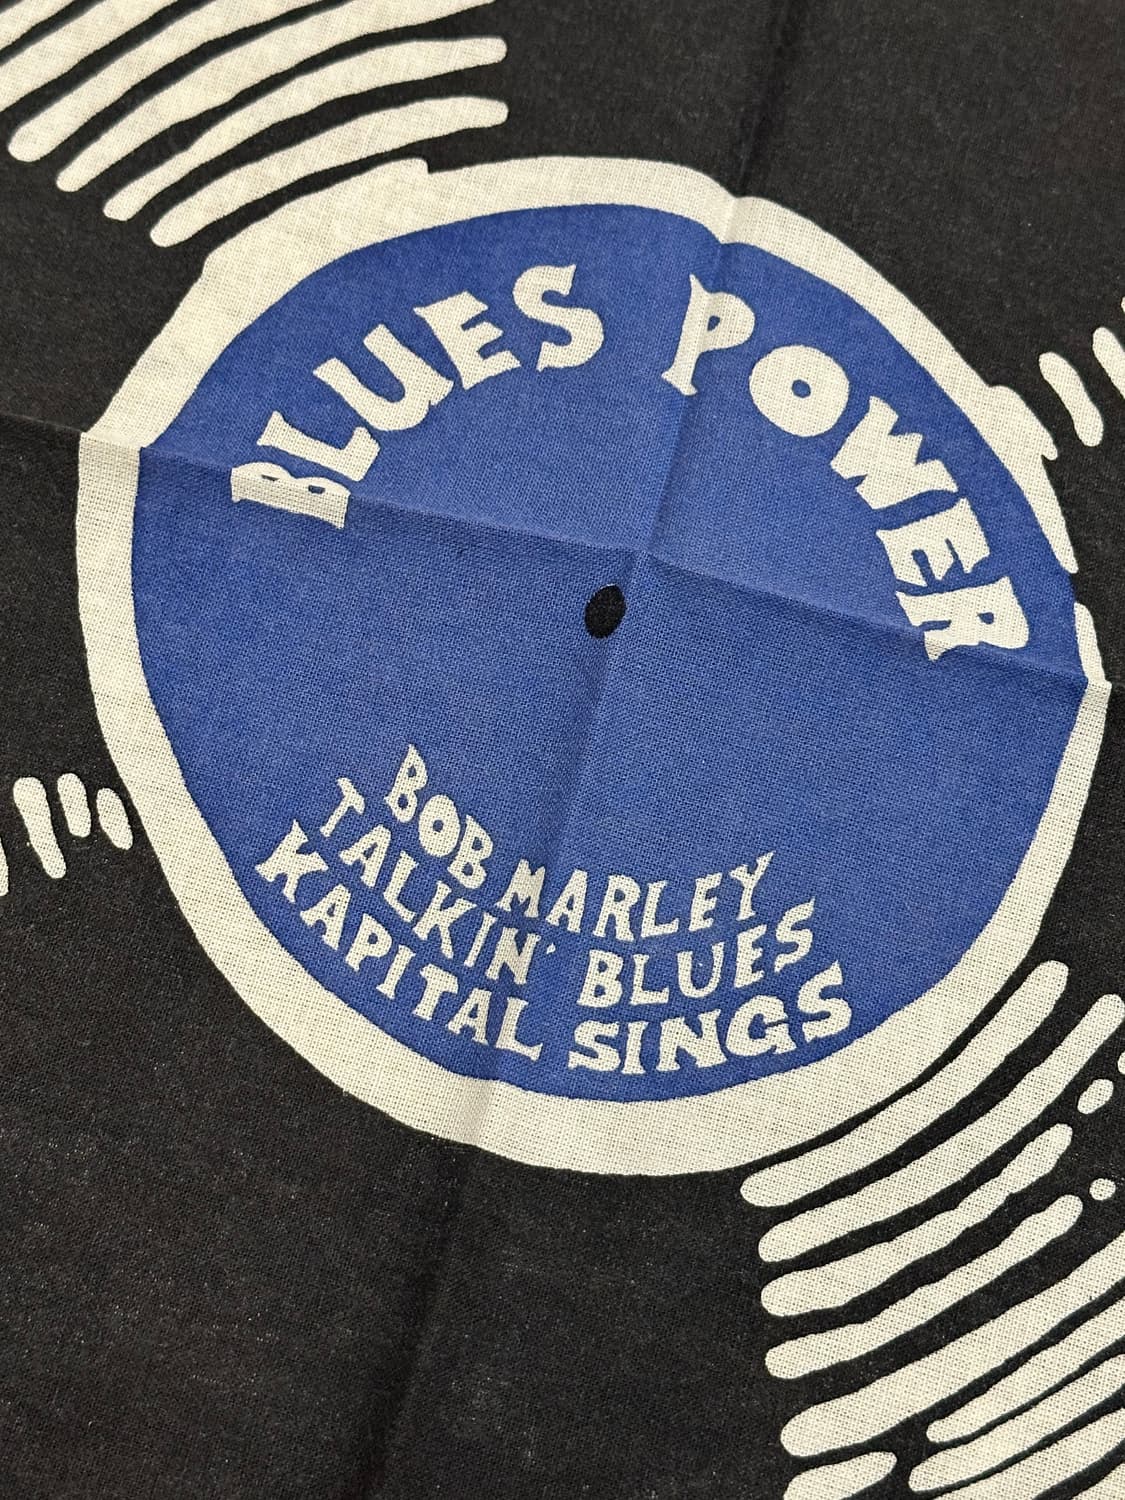 BLUES POWER
BOB MARLEY
TALKIN' BLUES
KAPITAL SINGS